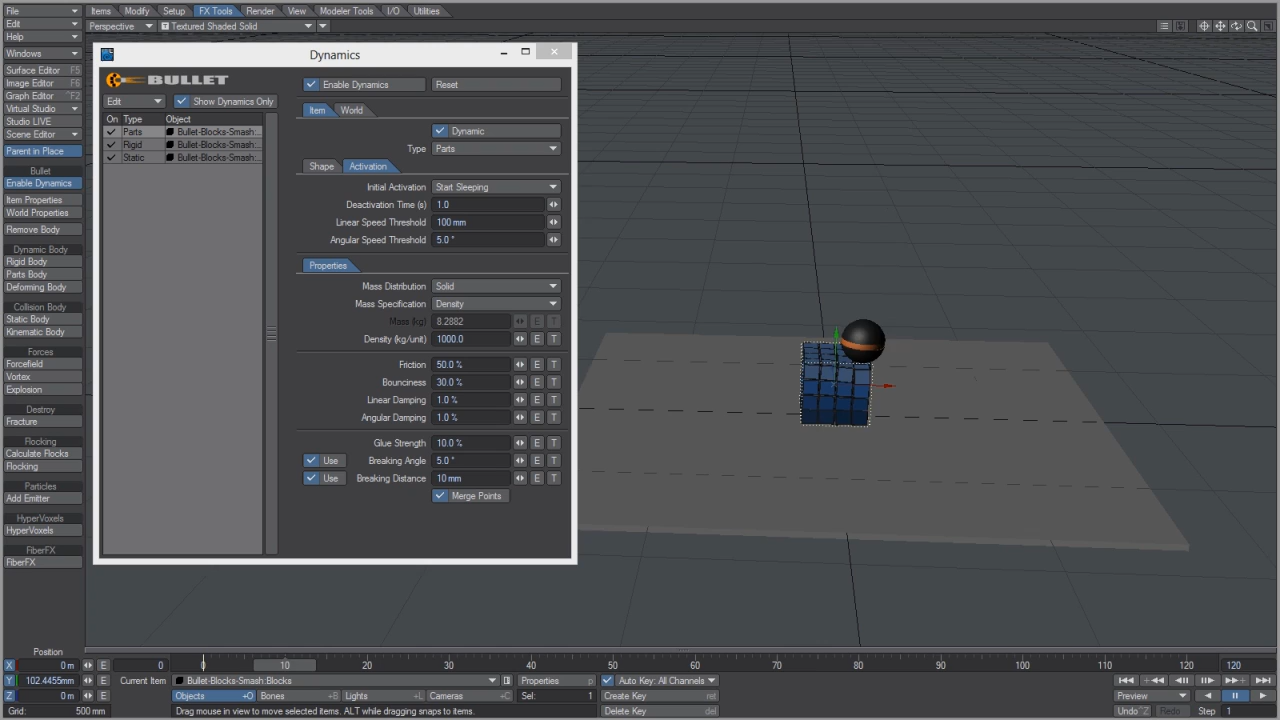 File
Edit
Help
Windows
Surface Editor F5
Image Editor F6
Graph Editor ^F2
Virtual Studio
Studio LIVE
Scene Editor
Parent in Place
Bullet
Enable Dynamics
Item Properties
World Properties
Remove Body
Dynamic Body
Rigid Body
Parts Body
Deforming Body
Collision Body
Static Body
Kinematic Body
Forces
Forcefield
Vortex
Explosion
Destroy
Fracture
Flocking
Calculate Flocks
Flocking
Particles
Add Emitter
HyperVoxels
HyperVoxels
FiberFX
FiberFX
Items Modify Setup FX Tools Render View Modeler Tools I/O Utilities
Perspective T Textured Shaded Solid
Dynamics
BULLET
Edit Show Dynamics Only
On Type Object
Parts Bullet-Blocks-Smash:...
Rigid Bullet-Blocks-Smash:...
Static Bullet-Blocks-Smash:...
Enable Dynamics Reset
Item World
Dynamic
Type Parts
Shape Activation
Initial Activation Start Sleeping
Deactivation Time (s) 1.0
Linear Speed Threshold 100 mm
Angular Speed Threshold 5.0 °
Properties
Mass Distribution Solid
Mass Specification Density
Mass (kg) 8.2882 E T
Density (kg/unit) 1000.0 E T
Friction 50.0 % E T
Bounciness 30.0 % E T
Linear Damping 1.0 % E T
Angular Damping 1.0 % E T
Glue Strength 10.0 % E T
Use Breaking Angle 5.0 ° E T
Use Breaking Distance 10 mm E T
Merge Points
Position
X 0 m E
Y 102.4455mm E
Z 0 m E
Grid: 500 mm
0 0 10 20 30 40 50 60 70 80 90 100 110 120 120
Current Item Bullet-Blocks-Smash:Blocks Properties p Auto Key: All Channels
Objects +O Bones +B Lights +L Cameras +C Sel: 1 Create Key ret
Drag mouse in view to move selected items. ALT while dragging snaps to items. Delete Key del
Preview
Undo ^Z Redo Step 1